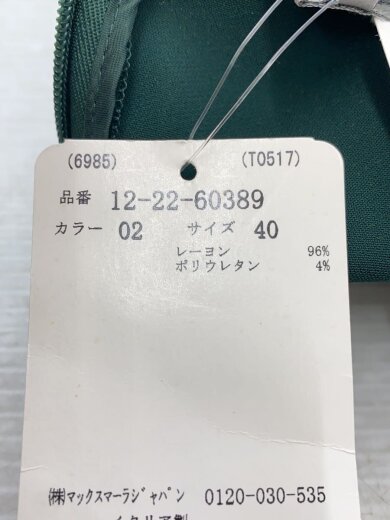 (6985) (T0517)
品番 12-22-60389
カラー 02 サイズ 40
レーヨン 96%
ポリウレタン 4%
㈱マックスマーラジャパン 0120-030-535
イタリア製